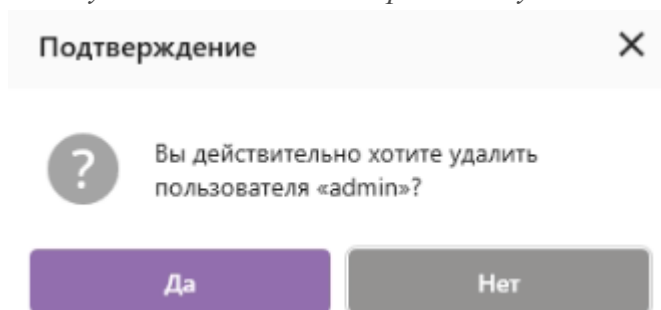 Подтверждение
?
Вы действительно хотите удалить
пользователя «admin»?
Да Нет